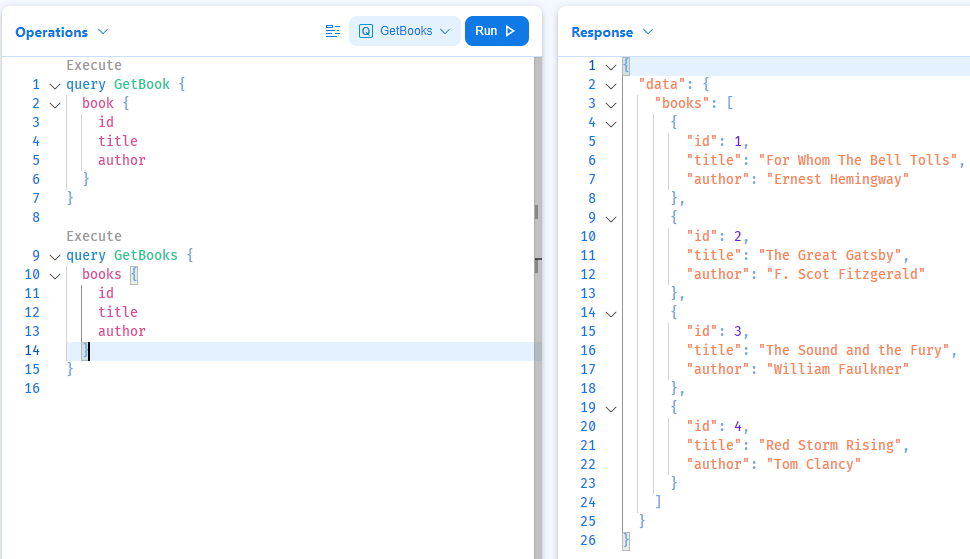 Operations
GetBooks
Run
Execute
1 query GetBook {
2 book {
3 id
4 title
5 author
6 }
7 }
8
Execute
9 query GetBooks {
10 books {
11 id
12 title
13 author
14 }
15 }
16
Response
1 {
2 "data": {
3 "books": [
4 {
5 "id": 1,
6 "title": "For Whom The Bell Tolls",
7 "author": "Ernest Hemingway"
8 },
9 {
10 "id": 2,
11 "title": "The Great Gatsby",
12 "author": "F. Scot Fitzgerald"
13 },
14 {
15 "id": 3,
16 "title": "The Sound and the Fury",
17 "author": "William Faulkner"
18 },
19 {
20 "id": 4,
21 "title": "Red Storm Rising",
22 "author": "Tom Clancy"
23 }
24 ]
25 }
26 }